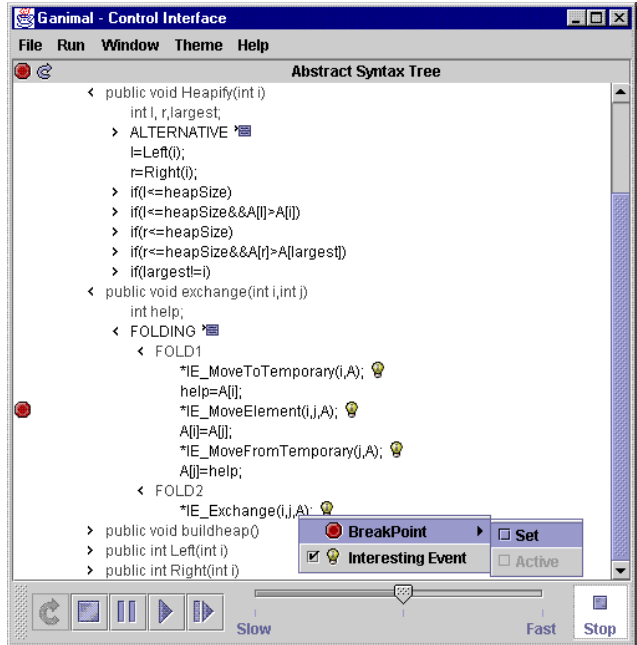 Ganimal - Control Interface
File Run Window Theme Help
Abstract Syntax Tree
public void Heapify(int i)
int l, r,largest;
ALTERNATIVE
l=Left(i);
r=Right(i);
if(l<=heapSize)
if(l<=heapSize&&A[l]>A[i])
if(r<=heapSize)
if(r<=heapSize&&A[r]>A[largest])
if(largest!=i)
public void exchange(int i,int j)
int help;
FOLDING
FOLD1
*IE_MoveToTemporary(i,A);
help=A[i];
*IE_MoveElement(i,j,A);
A[i]=A[j];
*IE_MoveFromTemporary(j,A);
A[j]=help;
FOLD2
*IE_Exchange(i,j,A);
public void buildheap()
public int Left(int i)
public int Right(int i)
BreakPoint
Interesting Event
Set
Active
Slow Fast Stop